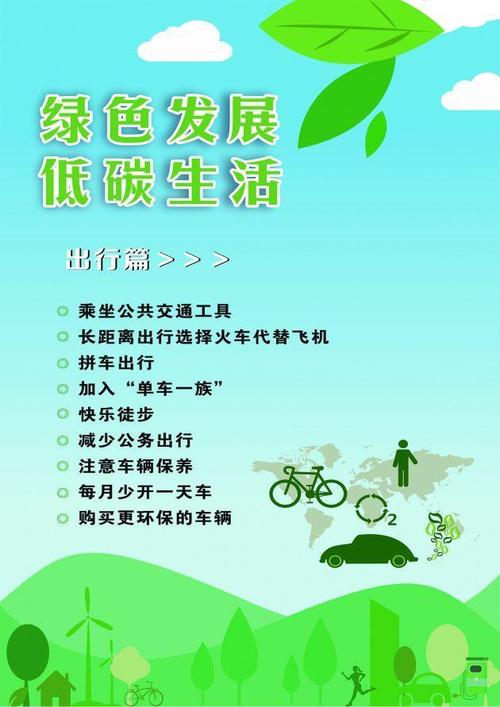 绿色发展
低碳生活
出行篇>>>
乘坐公共交通工具
长距离出行选择火车代替飞机
拼车出行
加入“单车一族”
快乐徒步
减少公务出行
注意车辆保养
每月少开一天车
购买更环保的车辆
2